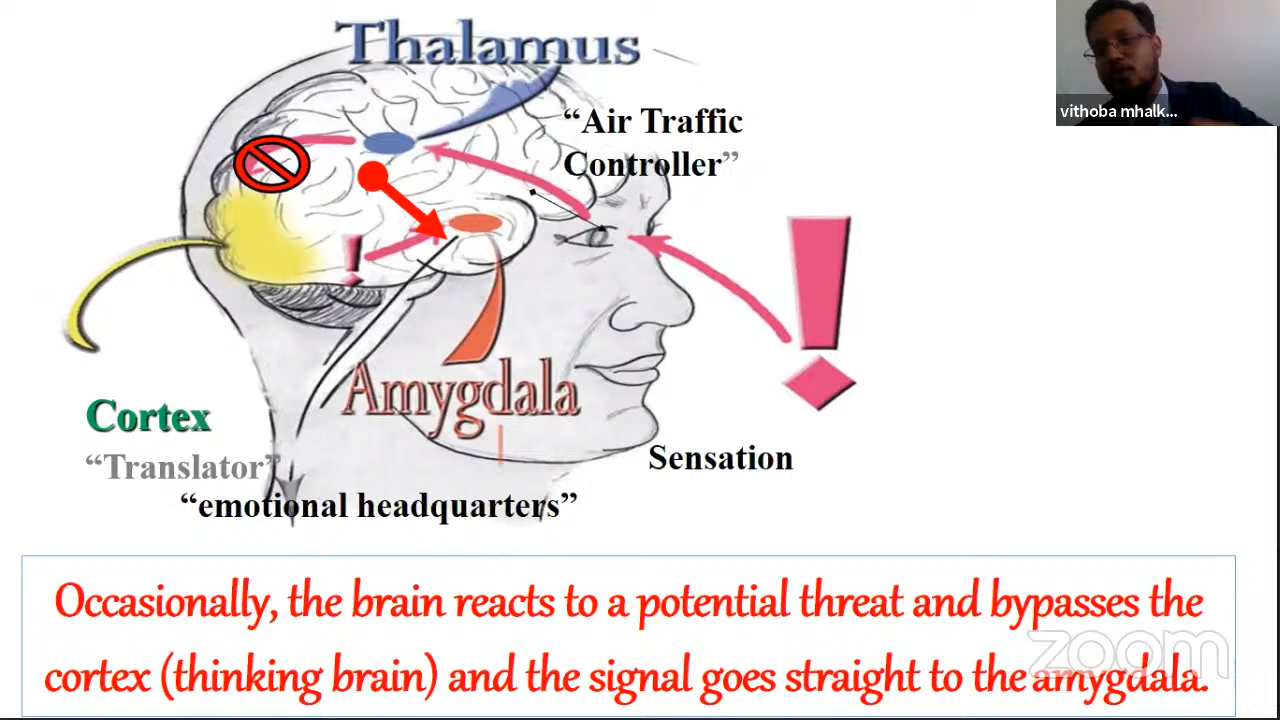 Thalamus
vithoba mhalk...
“Air Traffic
Controller”
!
!
Amygdala
Cortex
“Translator”
Sensation
“emotional headquarters”
Occasionally, the brain reacts to a potential threat and bypasses the
cortex (thinking brain) and the signal goes straight to the amygdala.
zoom